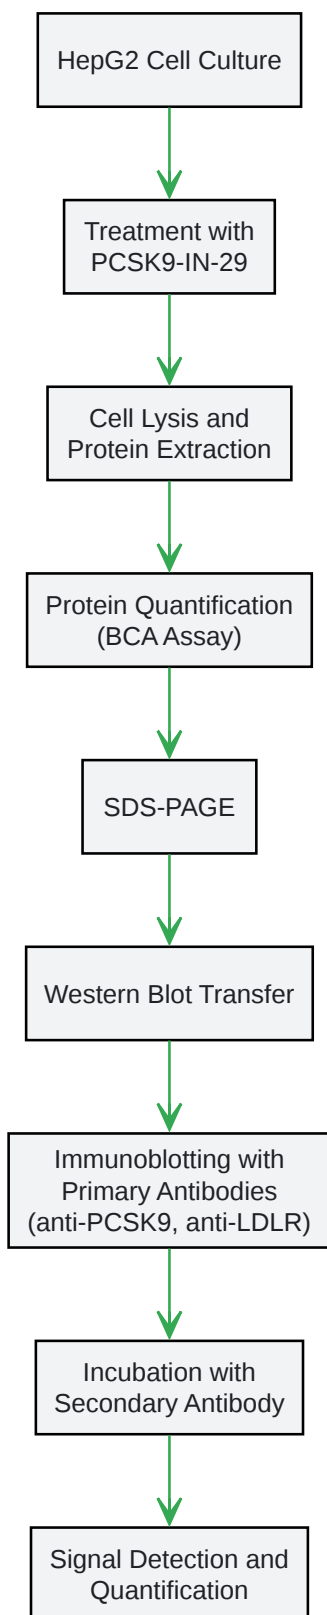 HepG2 Cell Culture
Treatment with
PCSK9-IN-29
Cell Lysis and
Protein Extraction
Protein Quantification
(BCA Assay)
SDS-PAGE
Western Blot Transfer
Immunoblotting with
Primary Antibodies
(anti-PCSK9, anti-LDLR)
Incubation with
Secondary Antibody
Signal Detection and
Quantification